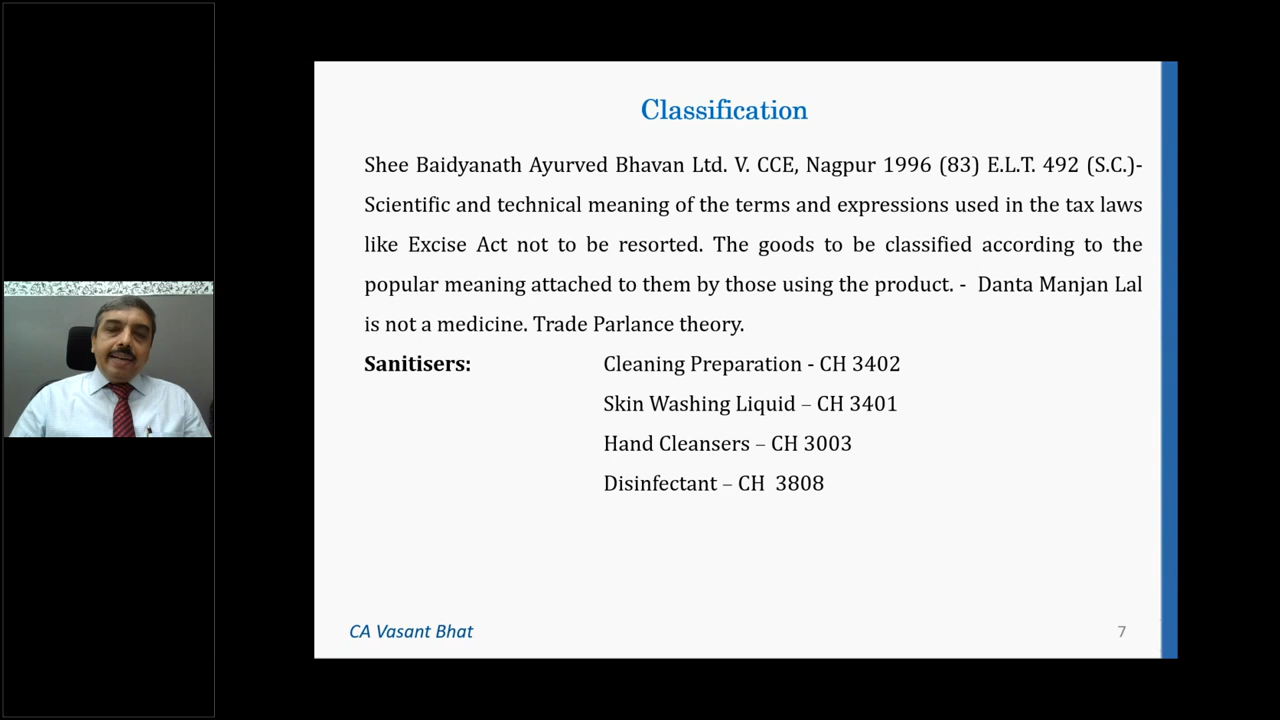 Classification
Shee Baidyanath Ayurved Bhavan Ltd. V. CCE, Nagpur 1996 (83) E.L.T. 492 (S.C.)-
Scientific and technical meaning of the terms and expressions used in the tax laws
like Excise Act not to be resorted. The goods to be classified according to the
popular meaning attached to them by those using the product. - Danta Manjan Lal
is not a medicine. Trade Parlance theory.
Sanitisers: Cleaning Preparation - CH 3402
Skin Washing Liquid – CH 3401
Hand Cleansers – CH 3003
Disinfectant – CH 3808
CA Vasant Bhat 7